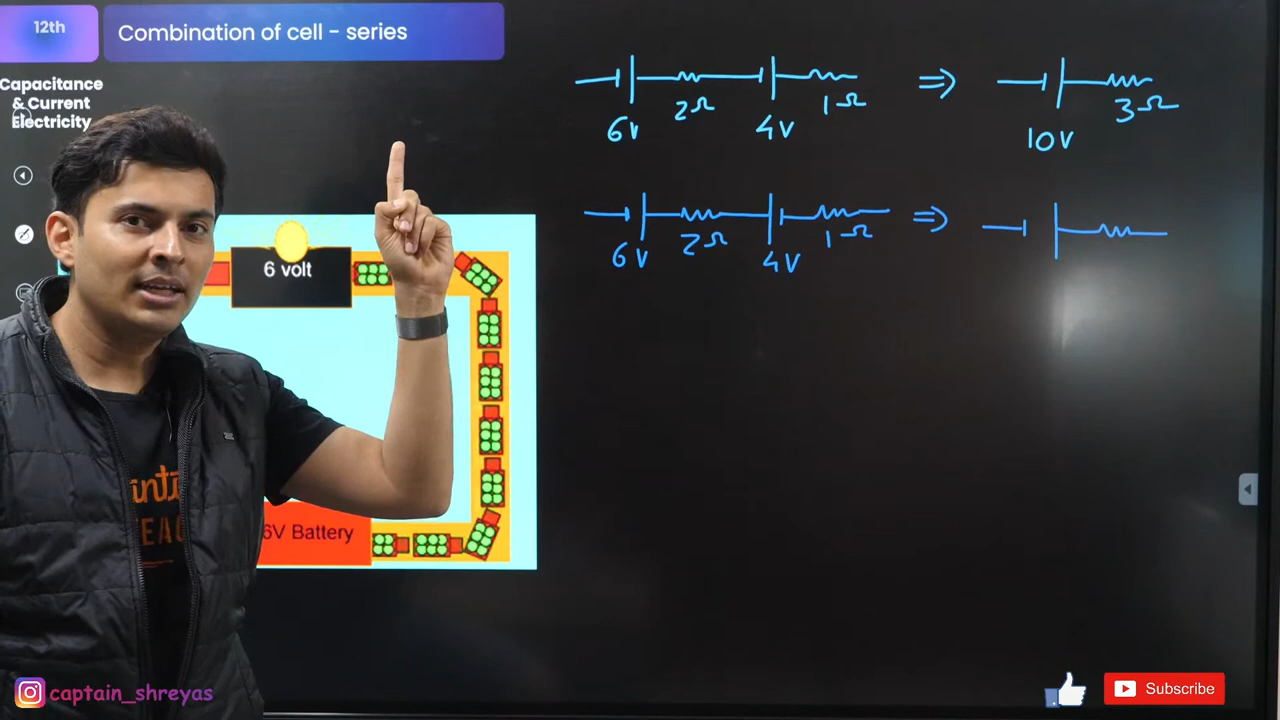 12th
Combination of cell - series
Capacitance
& Current
Electricity
2Ω 1Ω ⇒ 3Ω
6V 4V 10V
6V 2Ω 4V 1Ω ⇒
6 volt
6V Battery
captain_shreyas
Subscribe